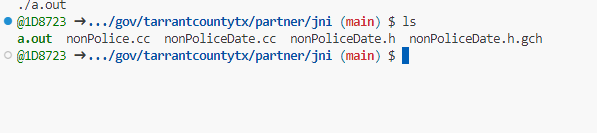 ./a.out
@1D8723 ➜.../gov/tarrantcountytx/partner/jni (main) $ ls
a.out nonPolice.cc nonPoliceDate.cc nonPoliceDate.h nonPoliceDate.h.gch
@1D8723 ➜.../gov/tarrantcountytx/partner/jni (main) $